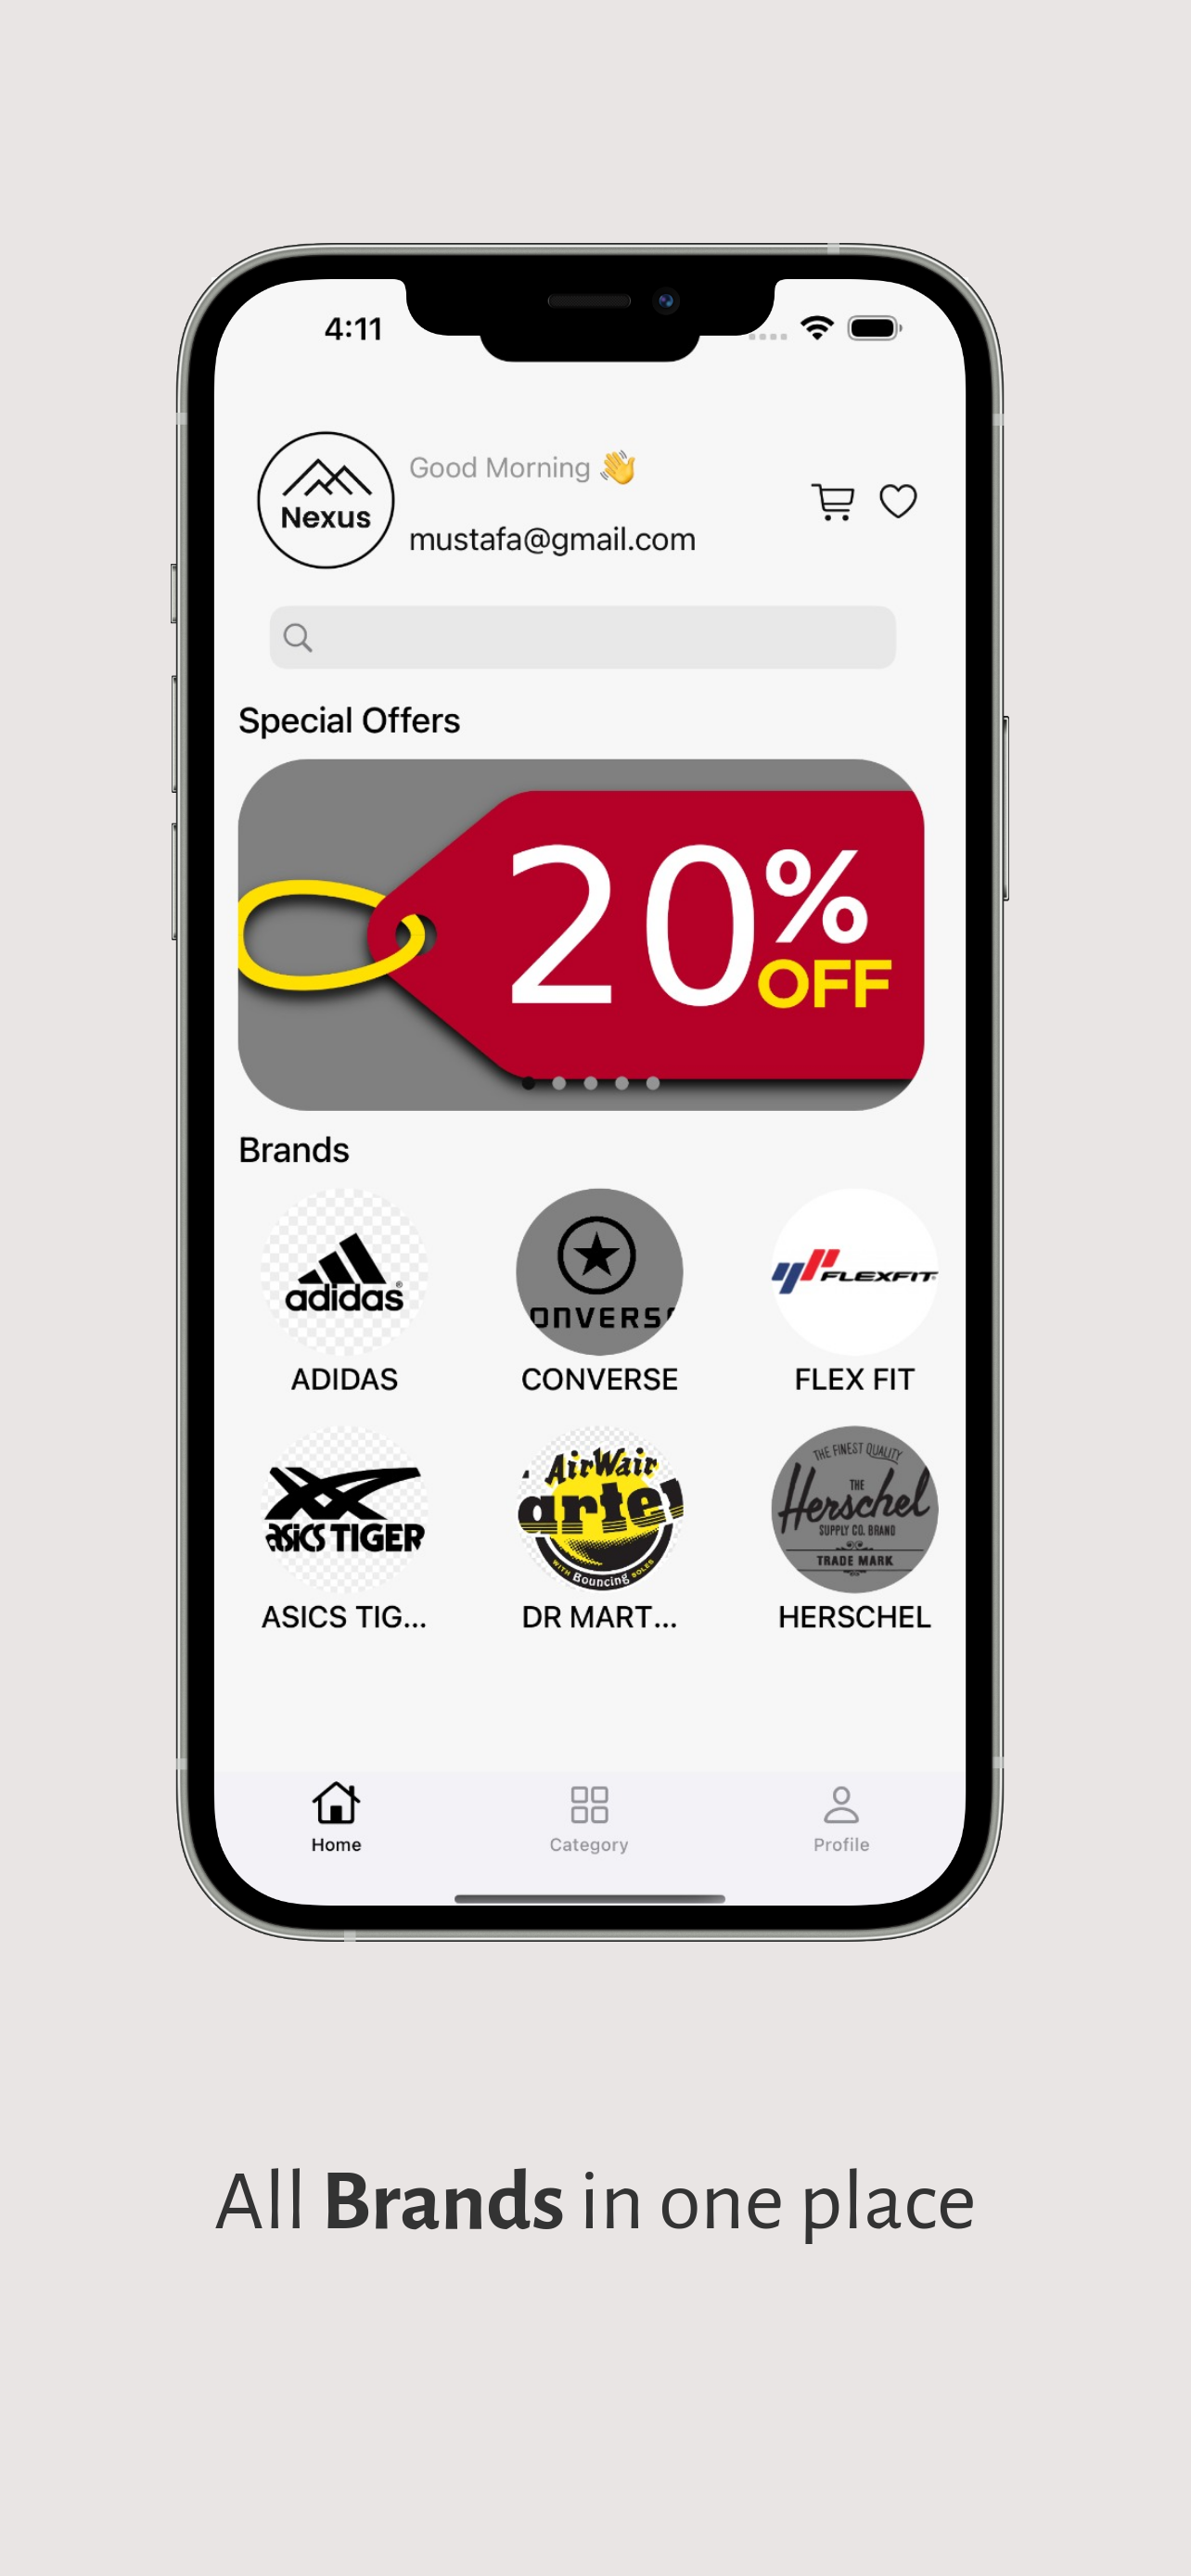 4:11
Nexus
Good Morning 👋
mustafa@gmail.com
Special Offers
20%
OFF
Brands
adidas®
ONVERS
FLEXFIT
ADIDAS
CONVERSE
FLEX FIT
asics TIGER
AirWair
arte
WITH Bouncing SOLES
THE FINEST QUALITY
THE
Herschel
SUPPLY CO. BRAND
TRADE MARK
ASICS TIG...
DR MART...
HERSCHEL
Home
Category
Profile
All Brands in one place